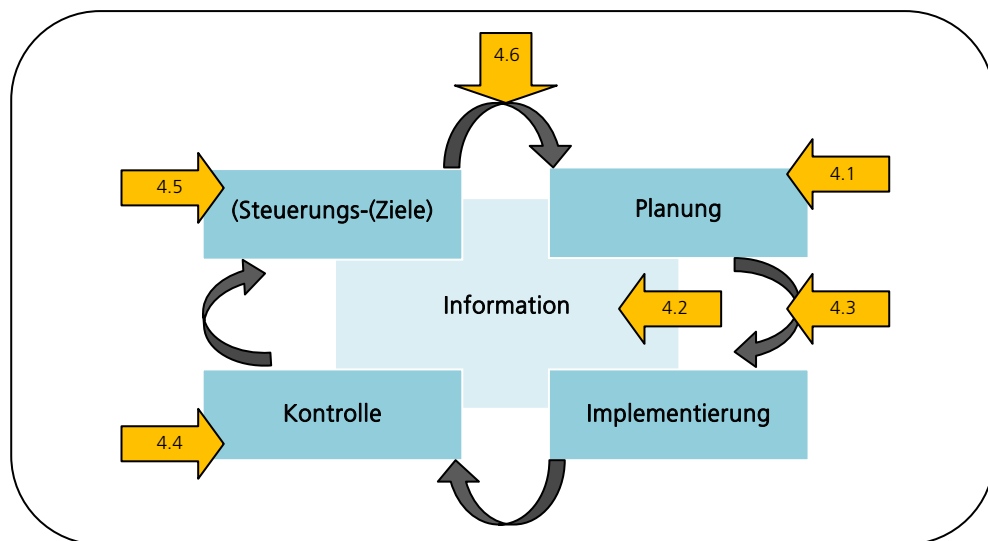 4.6
4.5
(Steuerungs-(Ziele)
Planung
4.1
Information
4.2
4.3
4.4
Kontrolle
Implementierung